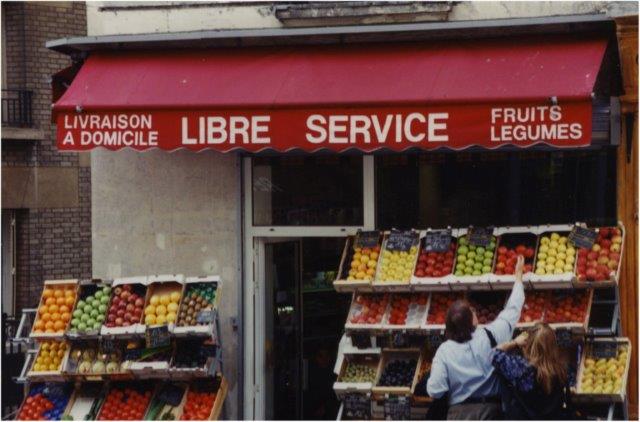 LIVRAISON
A DOMICILE
LIBRE SERVICE
FRUITS
LEGUMES